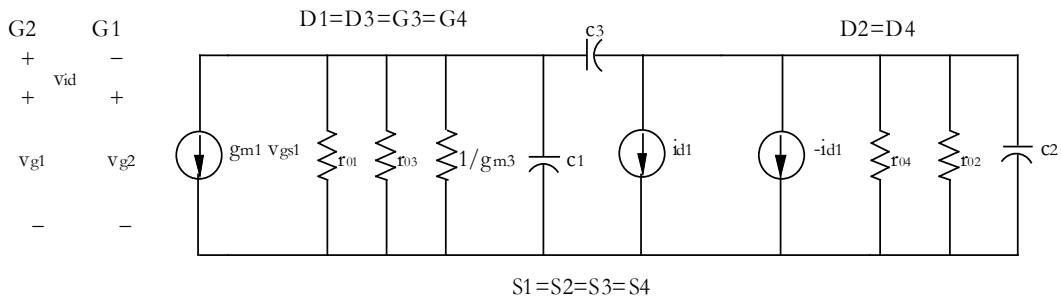 D1=D3=G3=G4
G2 G1 c3 D2=D4
+ −
vid
+ +
vg1 vg2 gm1 vgs1 r01 r03 1/gm3 c1 id1 -id1 r04 r02 c2
− −
S1=S2=S3=S4